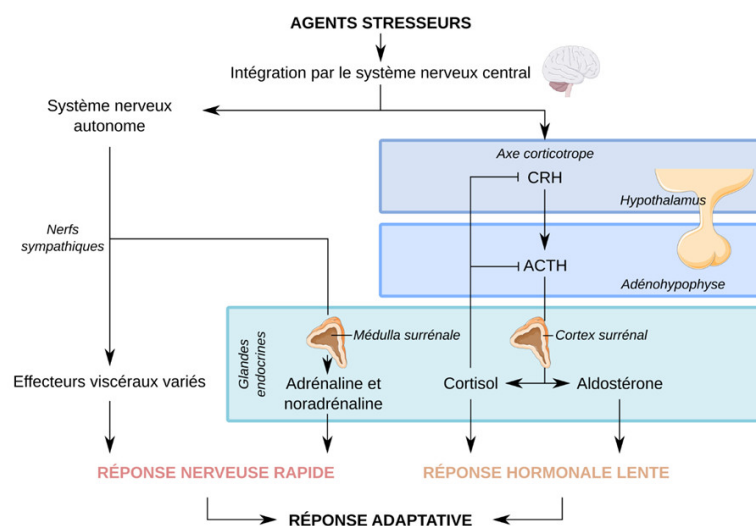 AGENTS STRESSEURS
Intégration par le système nerveux central
Système nerveux
autonome
Axe corticotrope
CRH
Hypothalamus
Nerfs
sympathiques
ACTH
Adénohypophyse
Glandes
endocrines
Médulla surrénale
Cortex surrénal
Effecteurs viscéraux variés
Adrénaline et
noradrénaline
Cortisol
Aldostérone
RÉPONSE NERVEUSE RAPIDE
RÉPONSE HORMONALE LENTE
RÉPONSE ADAPTATIVE